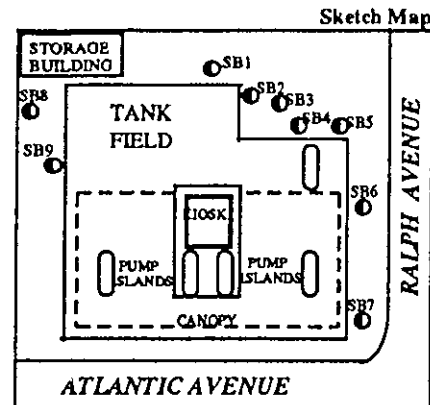 Sketch Map
STORAGE
BUILDING
SB1
SB2
SB3
SB4
SB5
SB8
TANK
FIELD
SB9
SB6
KIOSK
PUMP
ISLANDS
PUMP
ISLANDS
SB7
CANOPY
RALPH AVENUE
ATLANTIC AVENUE